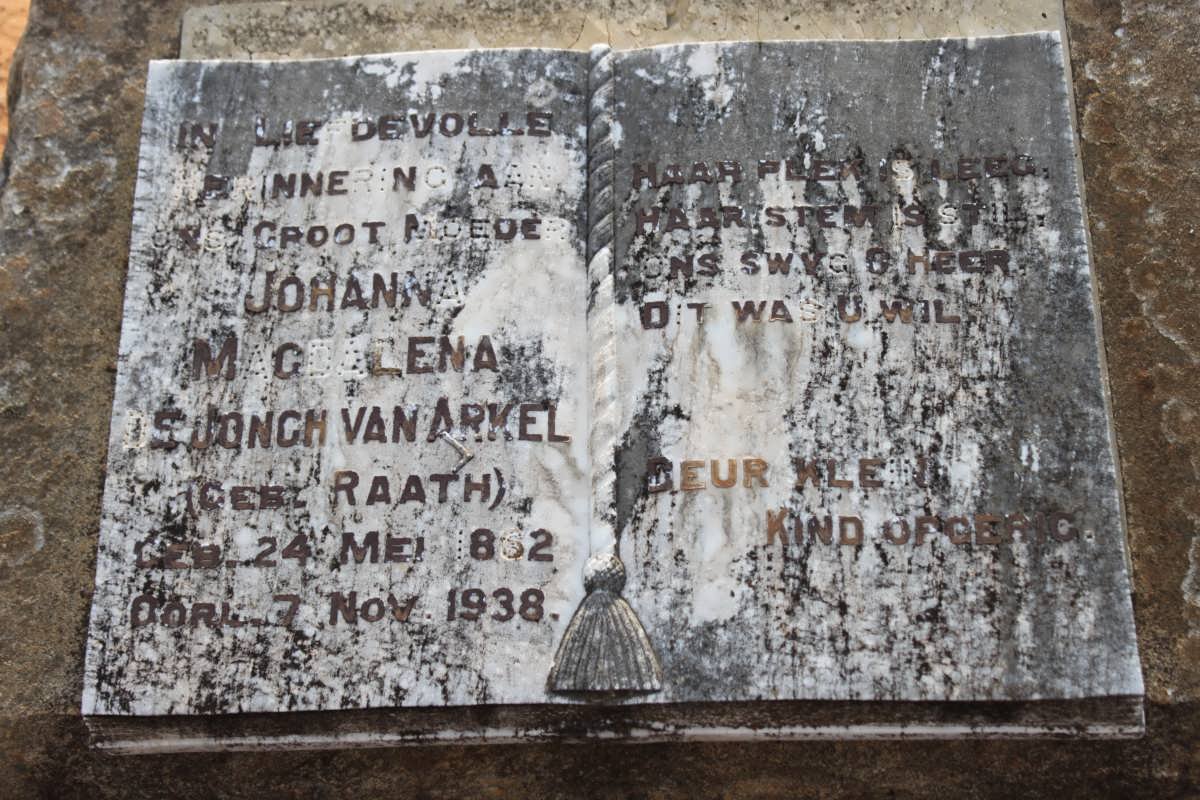 IN LIEFDEVOLLE
HERINNERING AAN
ONS GROOT MOEDER
JOHANNA
MAGDALENA
DE JONGH VAN ARKEL
(GEB. RAATH)
GEB. 24 MEI 1862
OORL. 7 NOV. 1938.
HAAR PLEK IS LEEG.
HAAR STEM IS STIL.
ONS SWYG O HEER.
DIT WAS U WIL.
DEUR KLEIN
KIND OPGERIG.